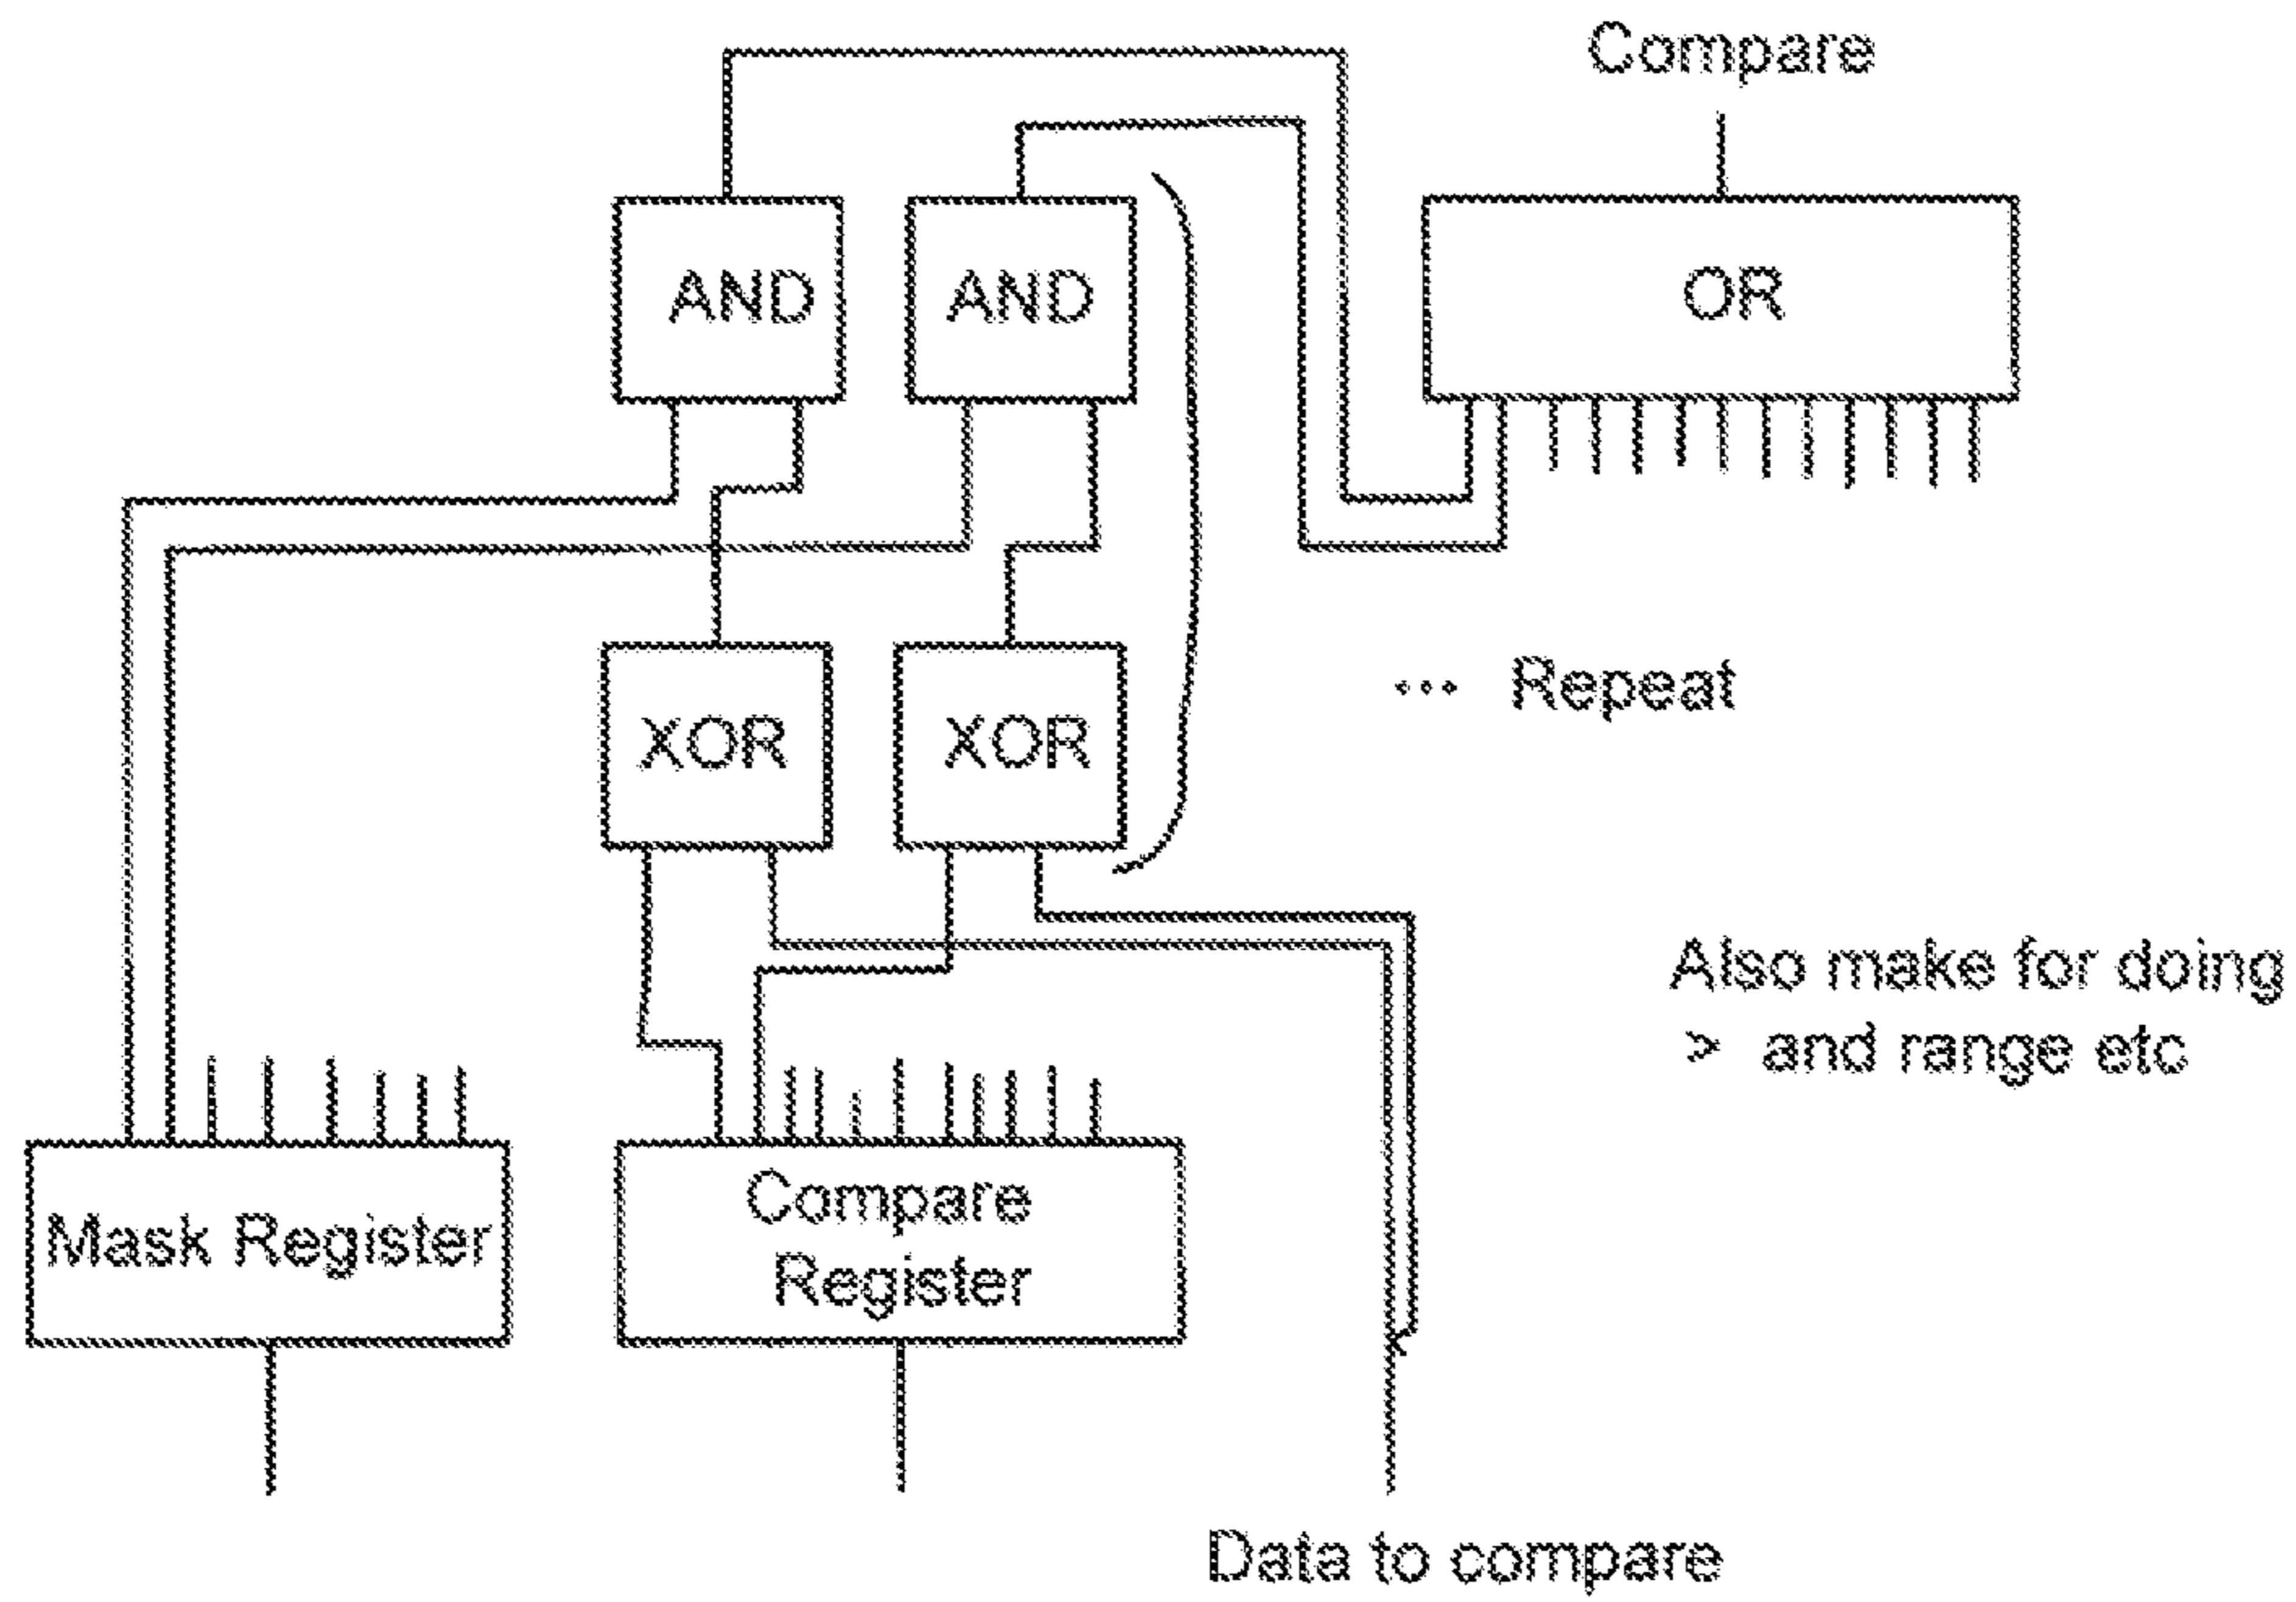 Compare
AND
AND
OR
XOR
XOR
... Repeat
Also make for doing
> and range etc
Mask Register
Compare
Register
Data to compare